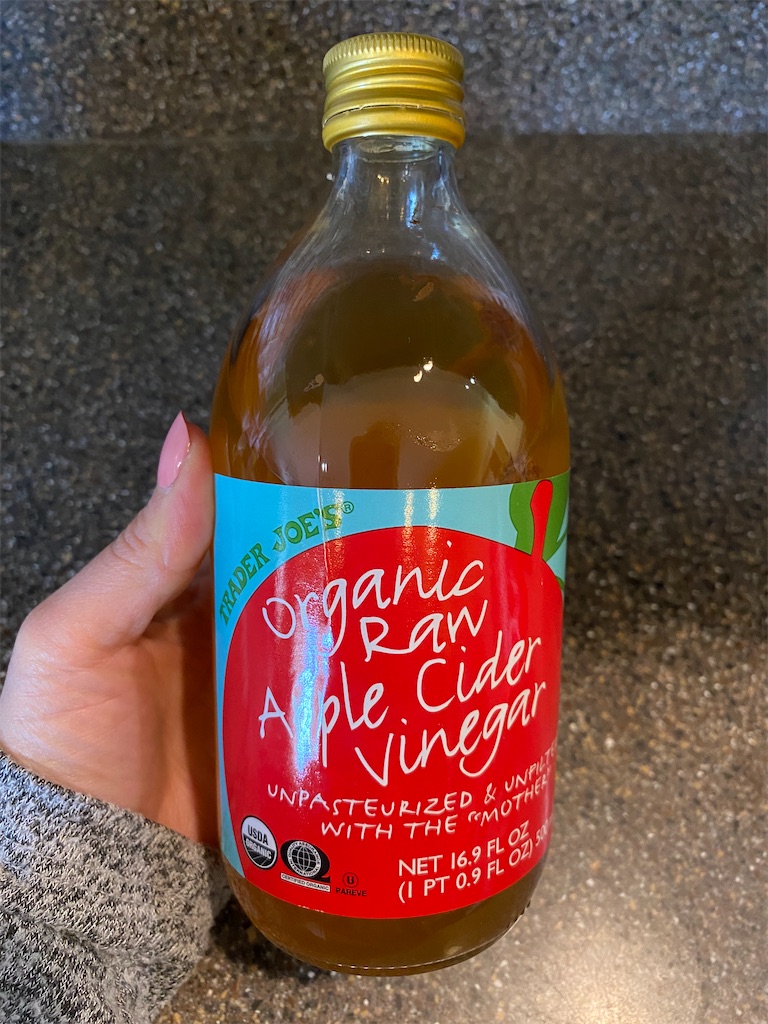 TRADER JOE'S®
Organic
Raw
Apple Cider
Vinegar
UNPASTEURIZED &
WITH THE "MOTHER"
USDA
ORGANIC
CERTIFIED ORGANIC
U
PAREVE
NET 16.9 FL OZ
(1 PT 0.9 FL OZ)